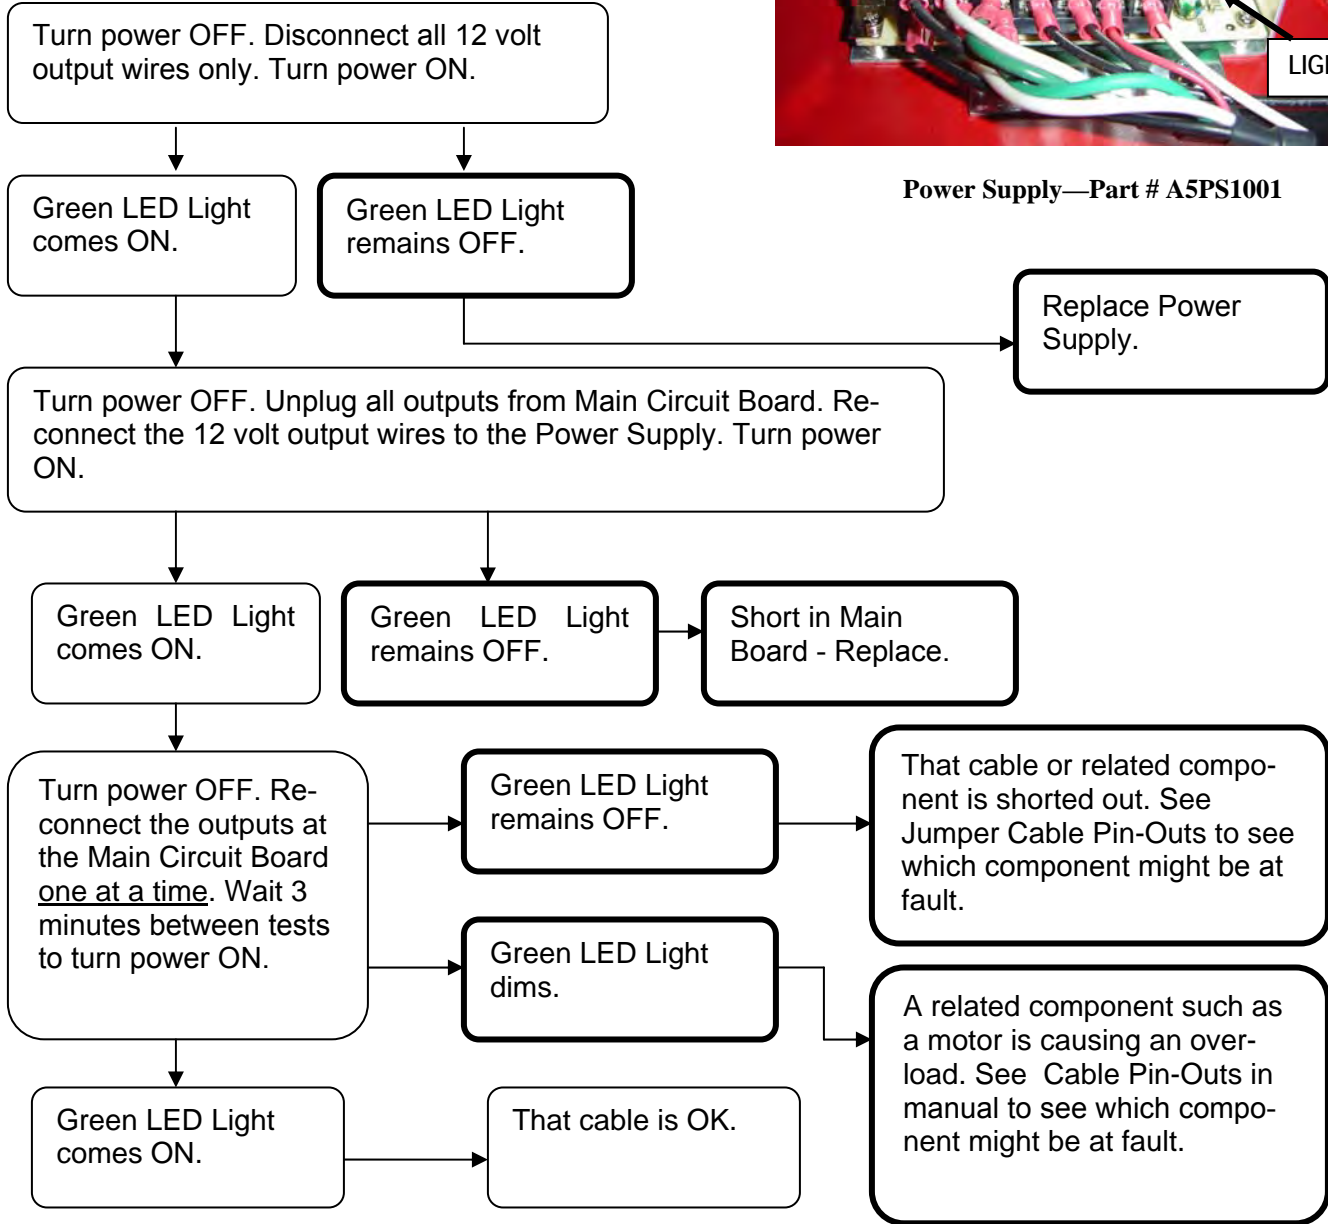 Turn power OFF. Disconnect all 12 volt
output wires only. Turn power ON.
Power Supply—Part # A5PS1001
Green LED Light
comes ON.
Green LED Light
remains OFF.
Replace Power
Supply.
Turn power OFF. Unplug all outputs from Main Circuit Board. Re-
connect the 12 volt output wires to the Power Supply. Turn power
ON.
Green LED Light
comes ON.
Green LED Light
remains OFF.
Short in Main
Board - Replace.
Turn power OFF. Re-
connect the outputs at
the Main Circuit Board
one at a time. Wait 3
minutes between tests
to turn power ON.
Green LED Light
remains OFF.
That cable or related compo-
nent is shorted out. See
Jumper Cable Pin-Outs to see
which component might be at
fault.
Green LED Light
dims.
A related component such as
a motor is causing an over-
load. See Cable Pin-Outs in
manual to see which compo-
nent might be at fault.
Green LED Light
comes ON.
That cable is OK.